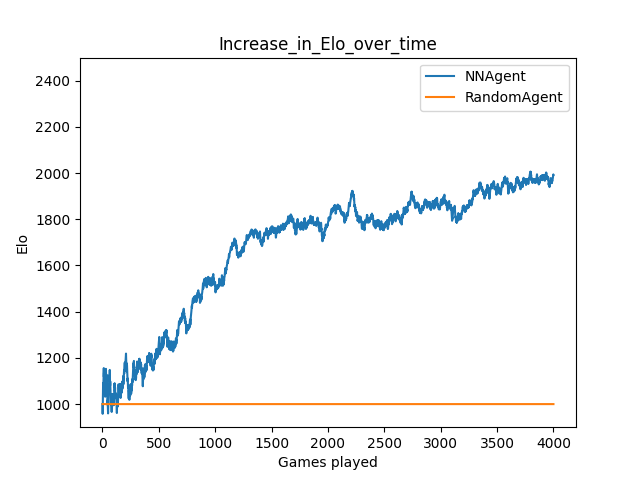 Increase_in_Elo_over_time
NNAgent
RandomAgent
2400
2200
2000
1800
1600
1400
1200
1000
Elo
0 500 1000 1500 2000 2500 3000 3500 4000
Games played